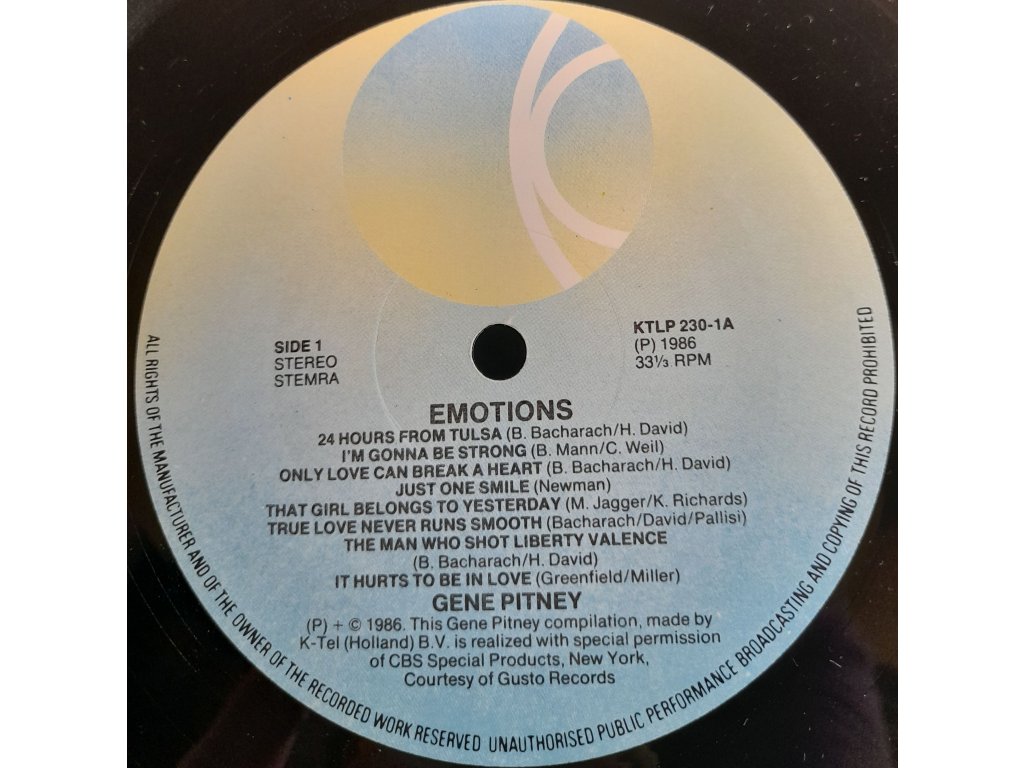 SIDE 1
STEREO
STEMRA
KTLP 230-1A
(P) 1986
33⅓ RPM
EMOTIONS
24 HOURS FROM TULSA (B. Bacharach/H. David)
I'M GONNA BE STRONG (B. Mann/C. Weil)
ONLY LOVE CAN BREAK A HEART (B. Bacharach/H. David)
JUST ONE SMILE (Newman)
THAT GIRL BELONGS TO YESTERDAY (M. Jagger/K. Richards)
TRUE LOVE NEVER RUNS SMOOTH (Bacharach/David/Pallisi)
THE MAN WHO SHOT LIBERTY VALENCE
(B. Bacharach/H. David)
IT HURTS TO BE IN LOVE (Greenfield/Miller)
GENE PITNEY
(P) + © 1986. This Gene Pitney compilation, made by
K-Tel (Holland) B.V. is realized with special permission
of CBS Special Products, New York,
Courtesy of Gusto Records
ALL RIGHTS OF THE MANUFACTURER AND OF THE OWNER OF THE RECORDED WORK RESERVED UNAUTHORISED PUBLIC PERFORMANCE BROADCASTING AND COPYING OF THIS RECORD PROHIBITED